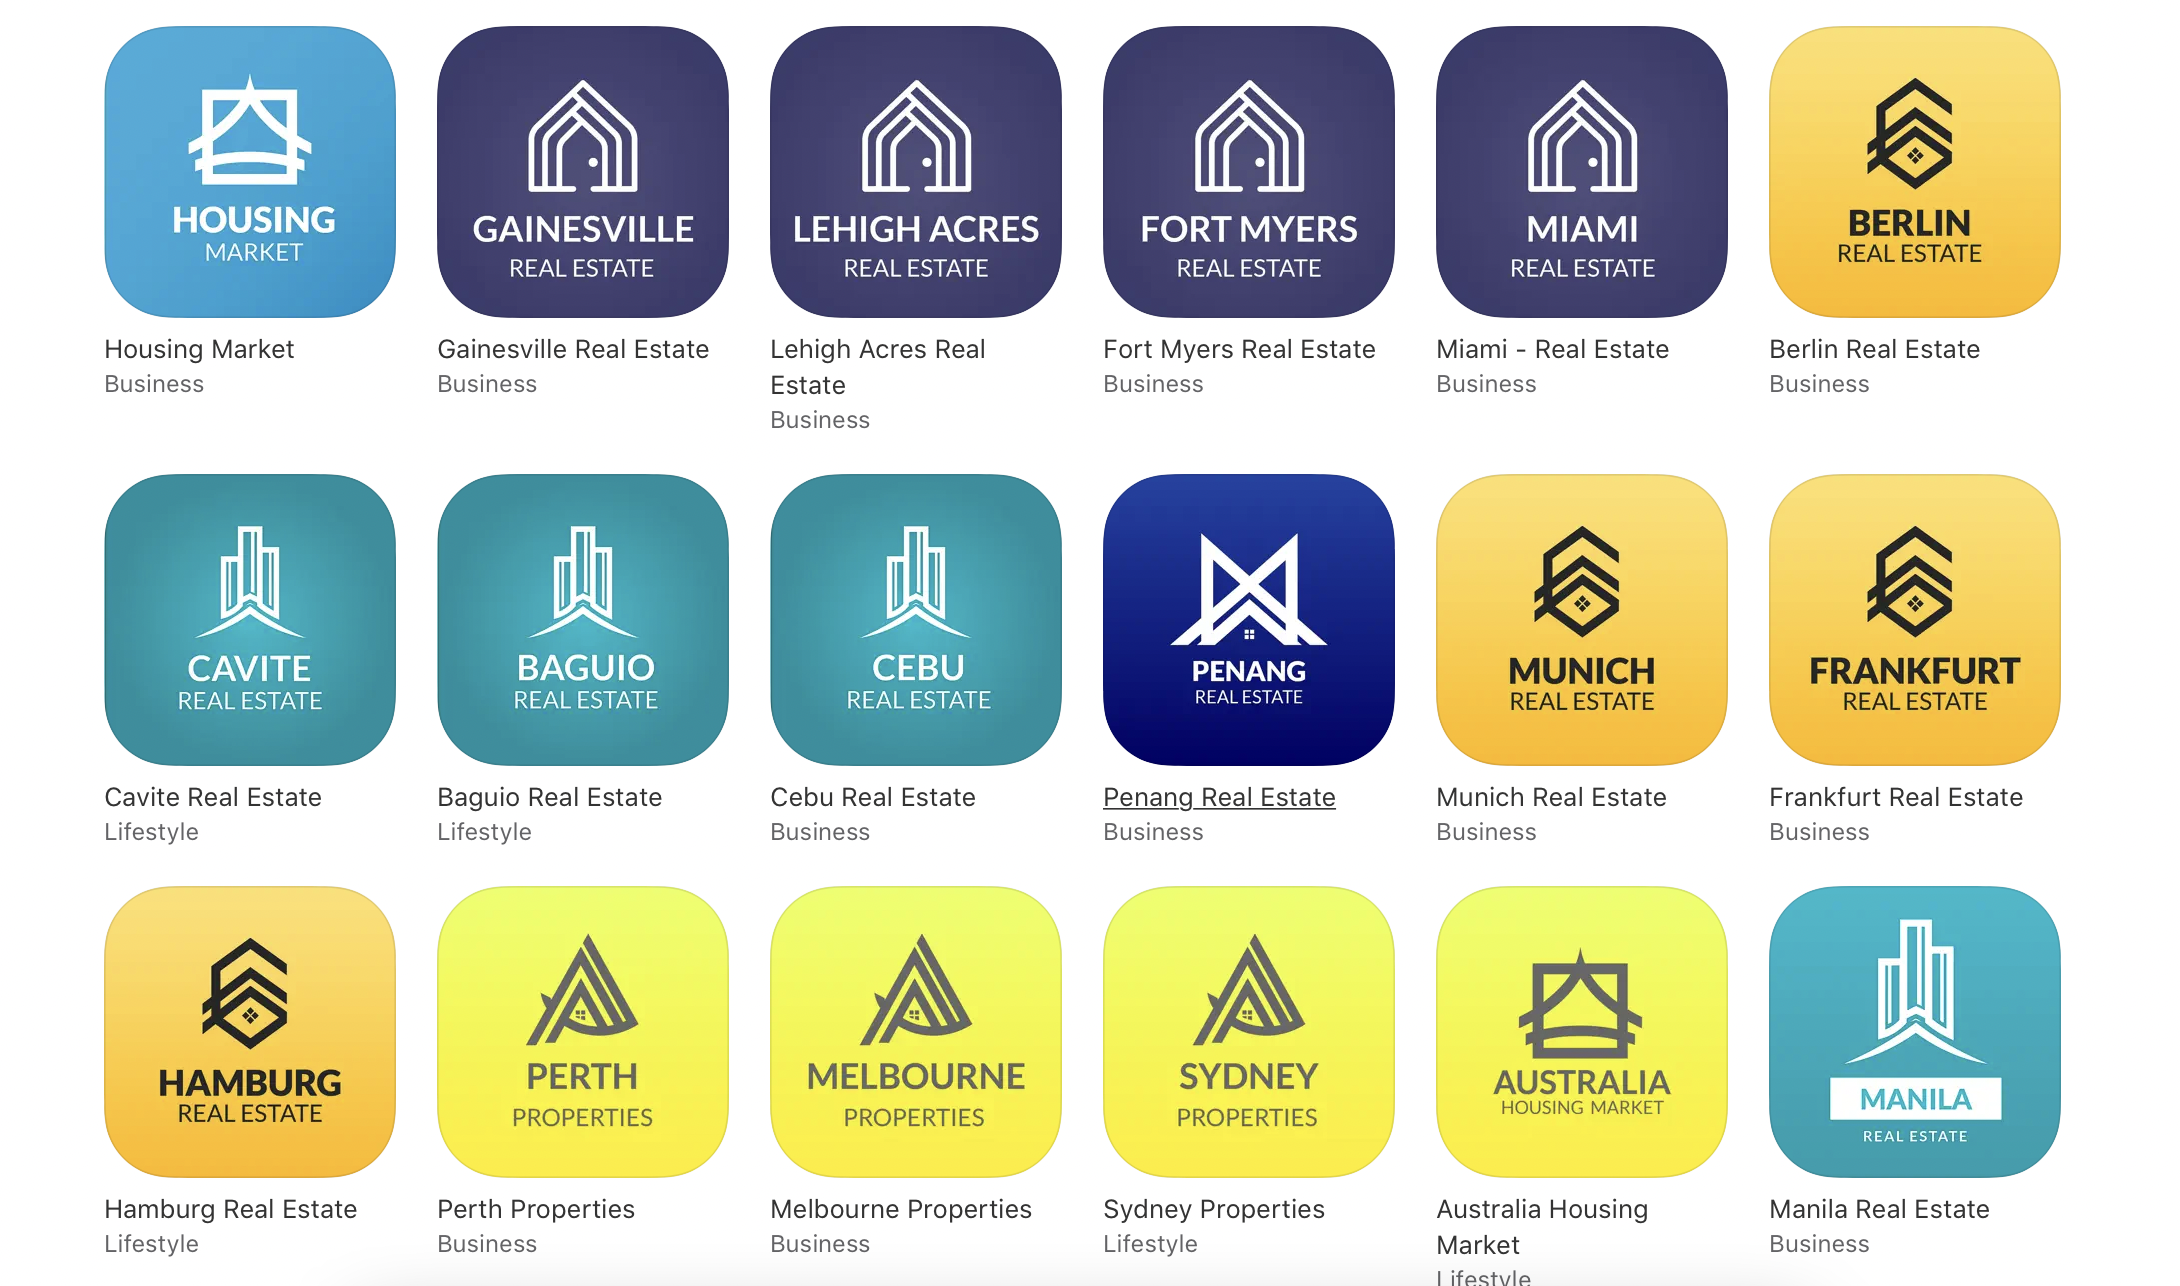 HOUSING
MARKET
GAINESVILLE
REAL ESTATE
LEHIGH ACRES
REAL ESTATE
FORT MYERS
REAL ESTATE
MIAMI
REAL ESTATE
BERLIN
REAL ESTATE
Housing Market
Business
Gainesville Real Estate
Business
Lehigh Acres Real
Estate
Business
Fort Myers Real Estate
Business
Miami - Real Estate
Business
Berlin Real Estate
Business
CAVITE
REAL ESTATE
BAGUIO
REAL ESTATE
CEBU
REAL ESTATE
PENANG
REAL ESTATE
MUNICH
REAL ESTATE
FRANKFURT
REAL ESTATE
Cavite Real Estate
Lifestyle
Baguio Real Estate
Lifestyle
Cebu Real Estate
Business
Penang Real Estate
Business
Munich Real Estate
Business
Frankfurt Real Estate
Business
HAMBURG
REAL ESTATE
PERTH
PROPERTIES
MELBOURNE
PROPERTIES
SYDNEY
PROPERTIES
AUSTRALIA
HOUSING MARKET
MANILA
REAL ESTATE
Hamburg Real Estate
Lifestyle
Perth Properties
Business
Melbourne Properties
Business
Sydney Properties
Lifestyle
Australia Housing
Market
Lifestyle
Manila Real Estate
Business